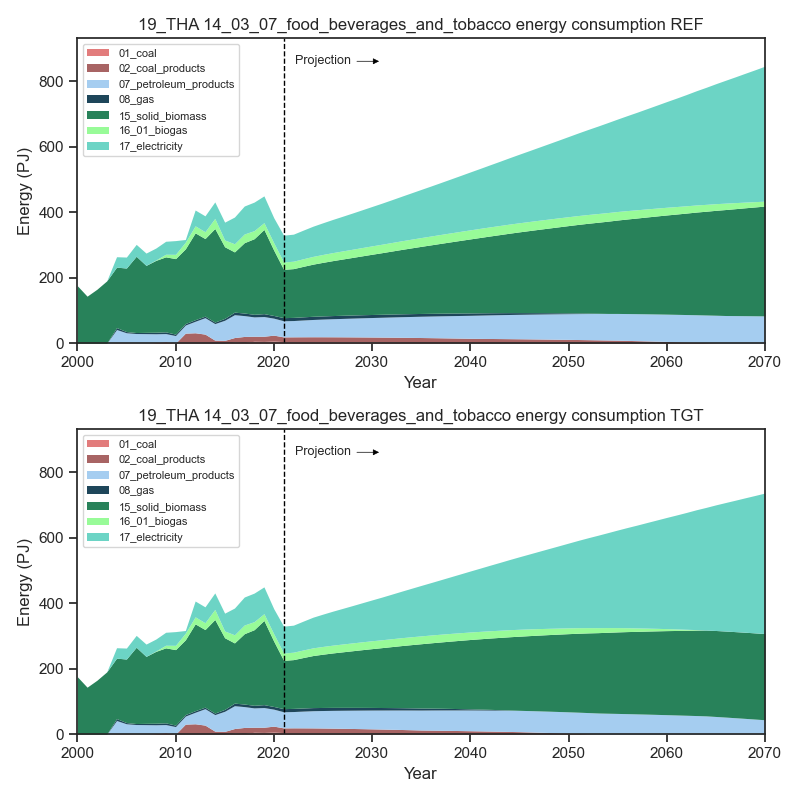 19_THA 14_03_07_food_beverages_and_tobacco energy consumption REF
01_coal
02_coal_products
07_petroleum_products
08_gas
15_solid_biomass
16_01_biogas
17_electricity
Projection
800
600
400
200
0
Energy (PJ)
2000 2010 2020 2030 2040 2050 2060 2070
Year
19_THA 14_03_07_food_beverages_and_tobacco energy consumption TGT
01_coal
02_coal_products
07_petroleum_products
08_gas
15_solid_biomass
16_01_biogas
17_electricity
Projection
800
600
400
200
0
Energy (PJ)
2000 2010 2020 2030 2040 2050 2060 2070
Year